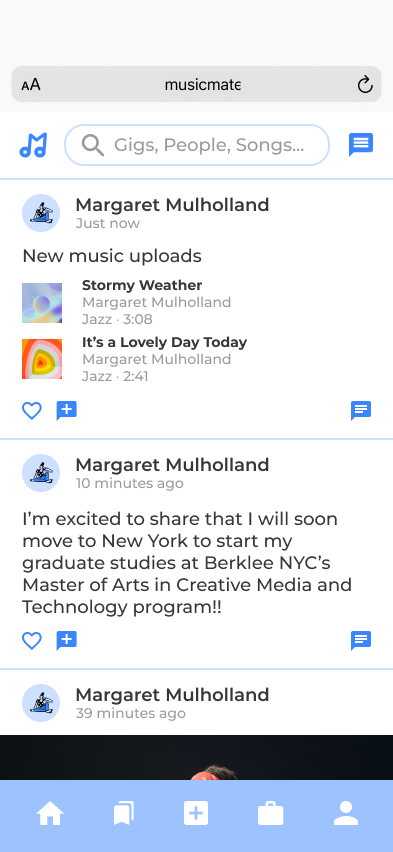 AA
musicmate
Gigs, People, Songs...
Margaret Mulholland
Just now
New music uploads
Stormy Weather
Margaret Mulholland
Jazz · 3:08
It's a Lovely Day Today
Margaret Mulholland
Jazz · 2:41
Margaret Mulholland
10 minutes ago
I'm excited to share that I will soon
move to New York to start my
graduate studies at Berklee NYC's
Master of Arts in Creative Media and
Technology program!!
Margaret Mulholland
39 minutes ago